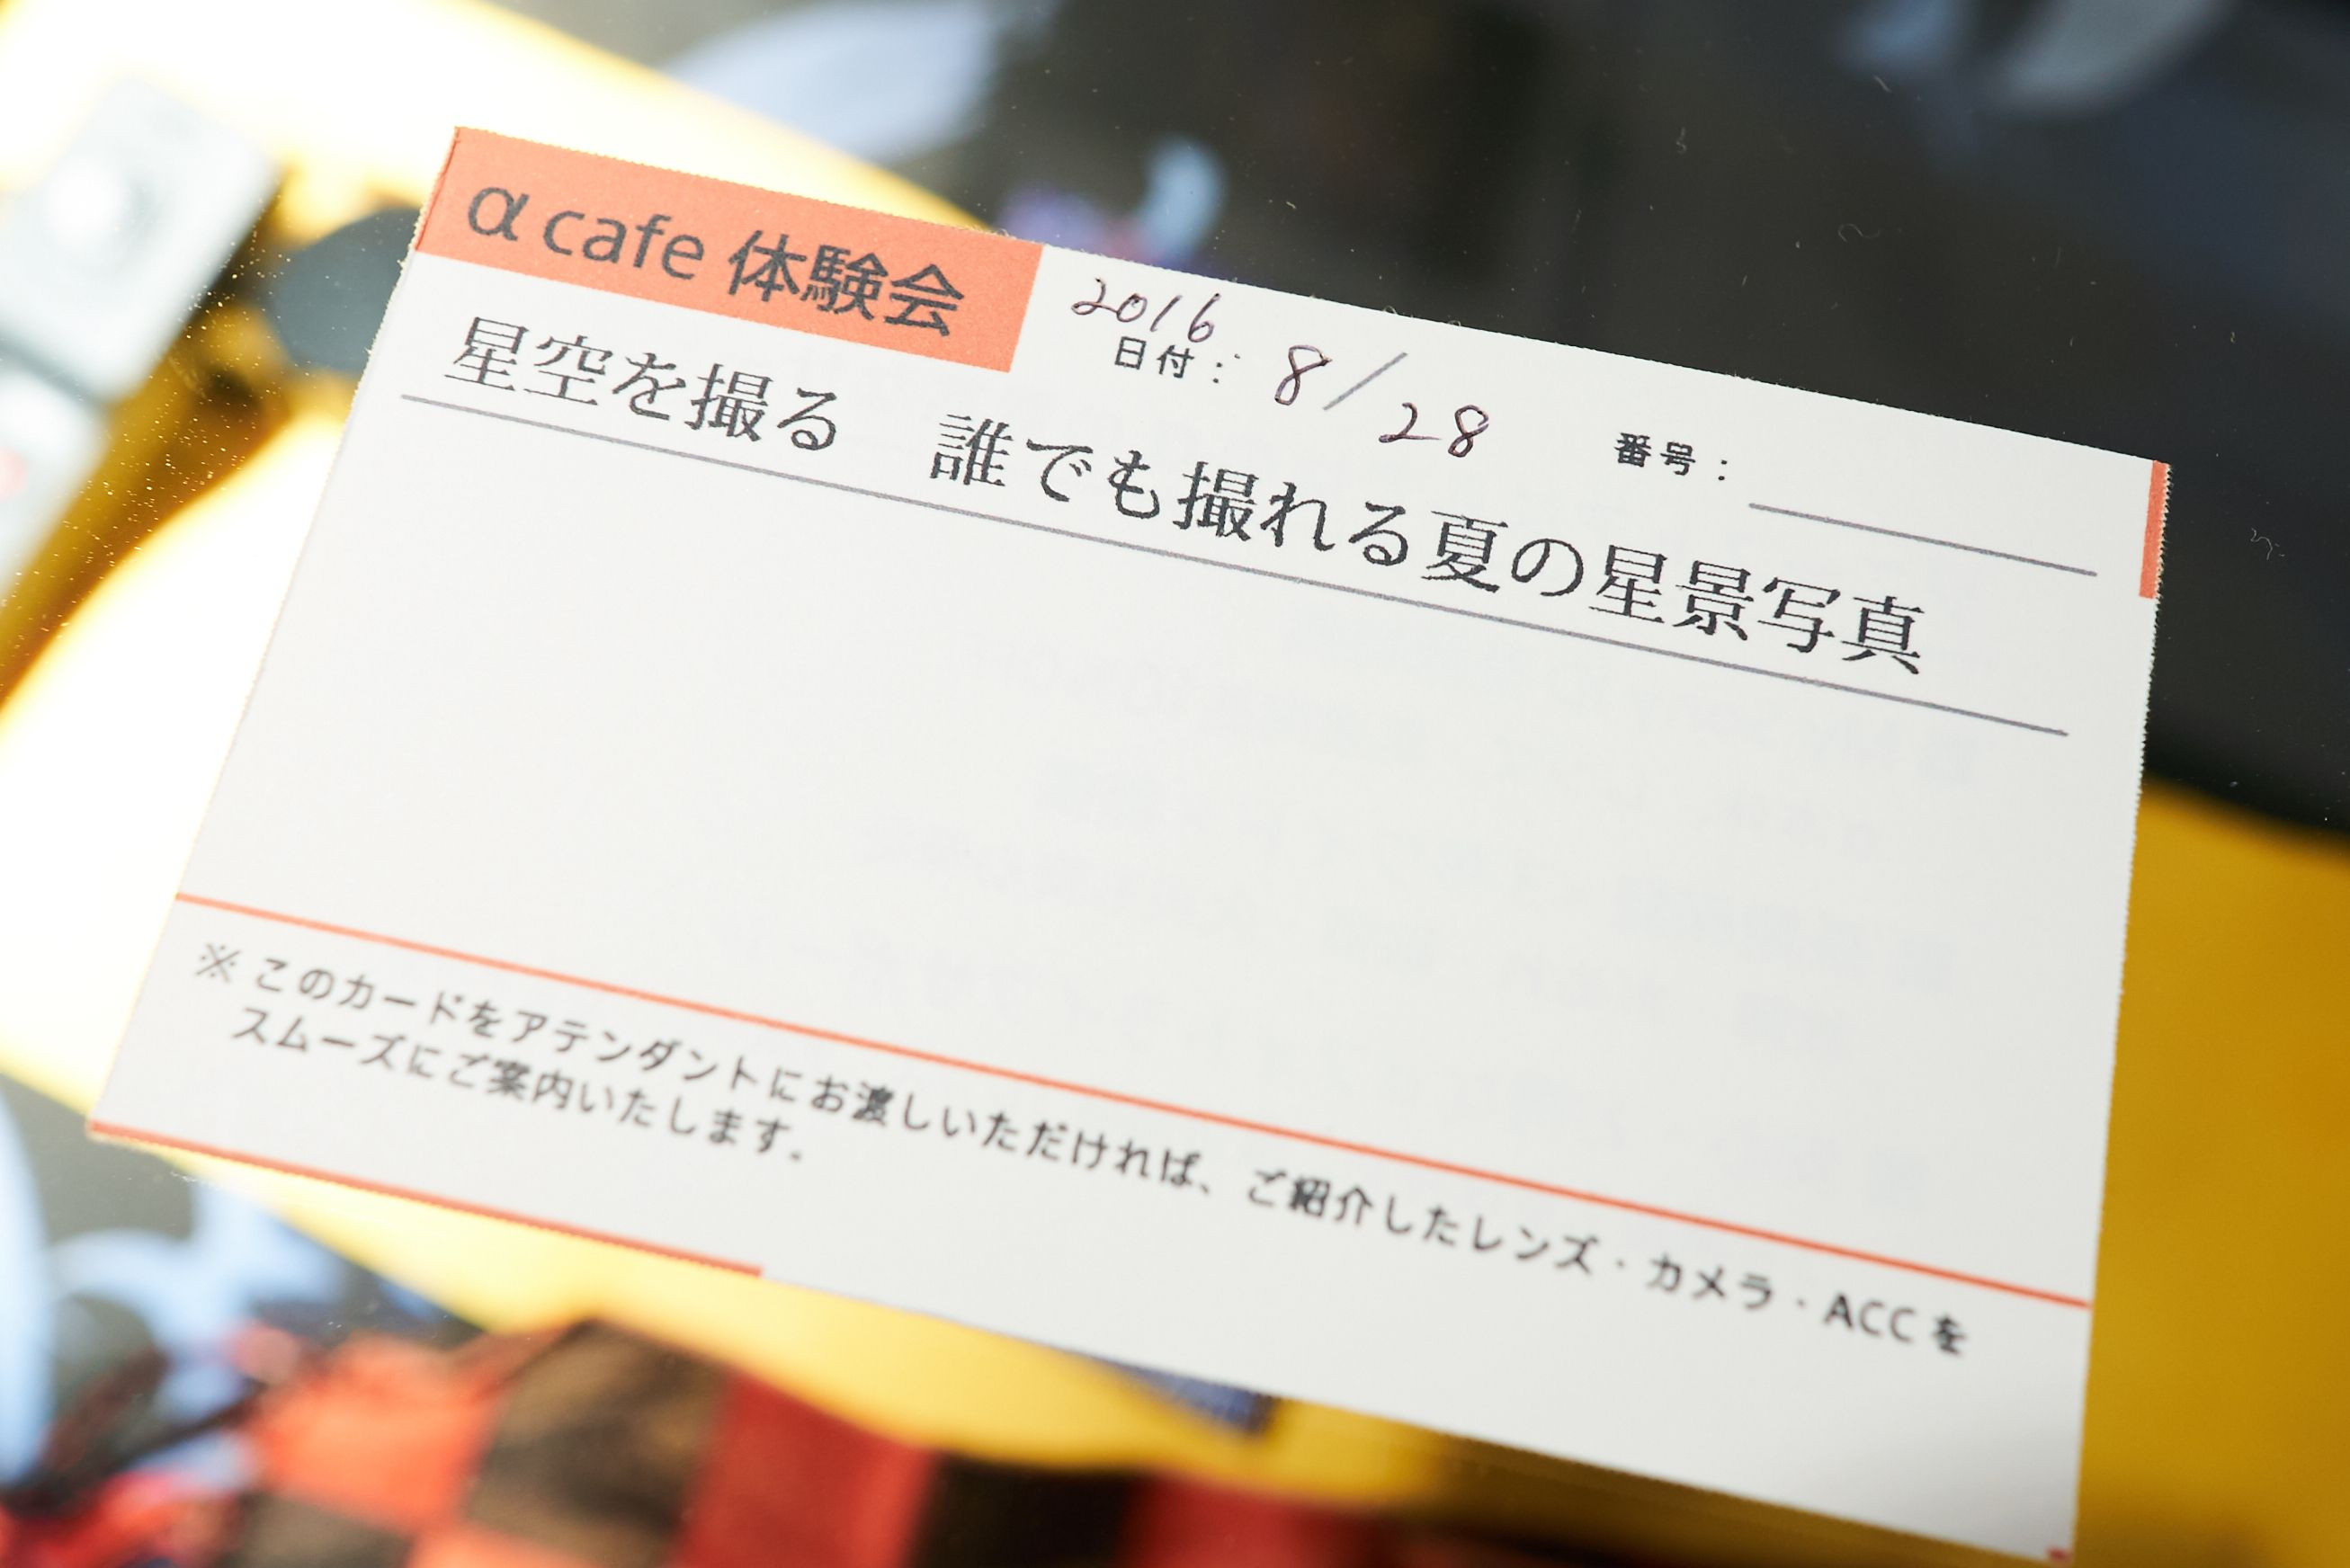 α cafe 体験会
2016
日付： 8/28
番号：
星空を撮る　誰でも撮れる夏の星景写真
※ このカードをアテンダントにお渡しいただければ、ご紹介したレンズ・カメラ・ACC を
スムーズにご案内いたします。